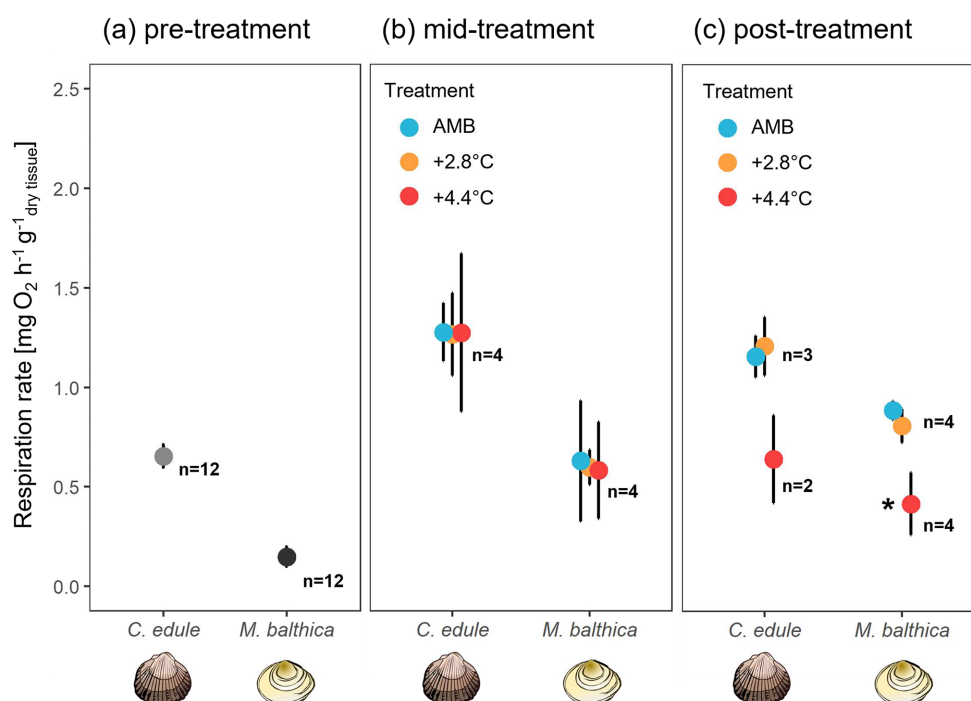 (a) pre-treatment
(b) mid-treatment
(c) post-treatment
Respiration rate [mg O₂ h⁻¹ g⁻¹ dry tissue]
2.5
2.0
1.5
1.0
0.5
0.0
n=12
n=12
C. edule
M. balthica
Treatment
AMB
+2.8°C
+4.4°C
n=4
n=4
C. edule
M. balthica
Treatment
AMB
+2.8°C
+4.4°C
n=3
n=4
n=2
*
n=4
C. edule
M. balthica